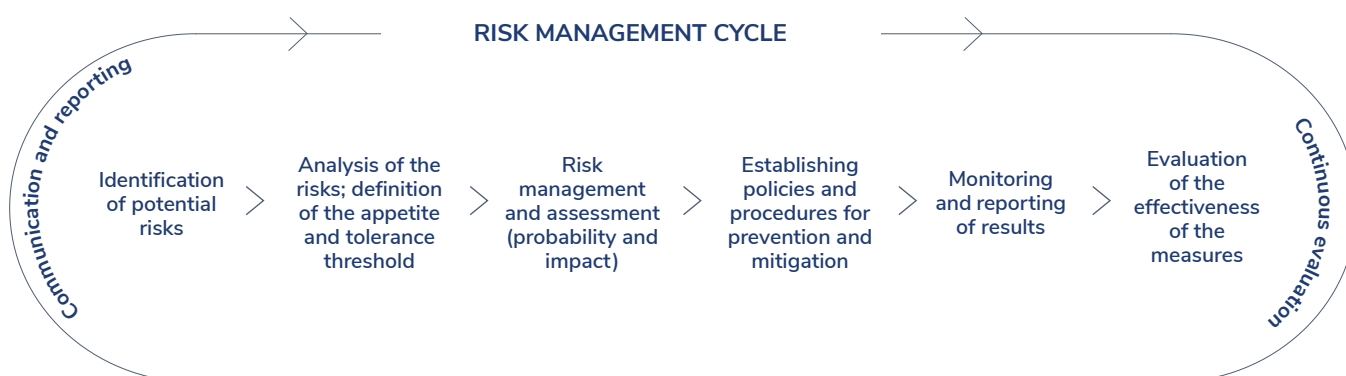 RISK MANAGEMENT CYCLE
Communication and reporting
Identification
of potential
risks
Analysis of the
risks; definition
of the appetite
and tolerance
threshold
Risk
management
and assessment
(probability and
impact)
Establishing
policies and
procedures for
prevention and
mitigation
Monitoring
and reporting
of results
Evaluation
of the
effectiveness
of the
measures
Continuous evaluation